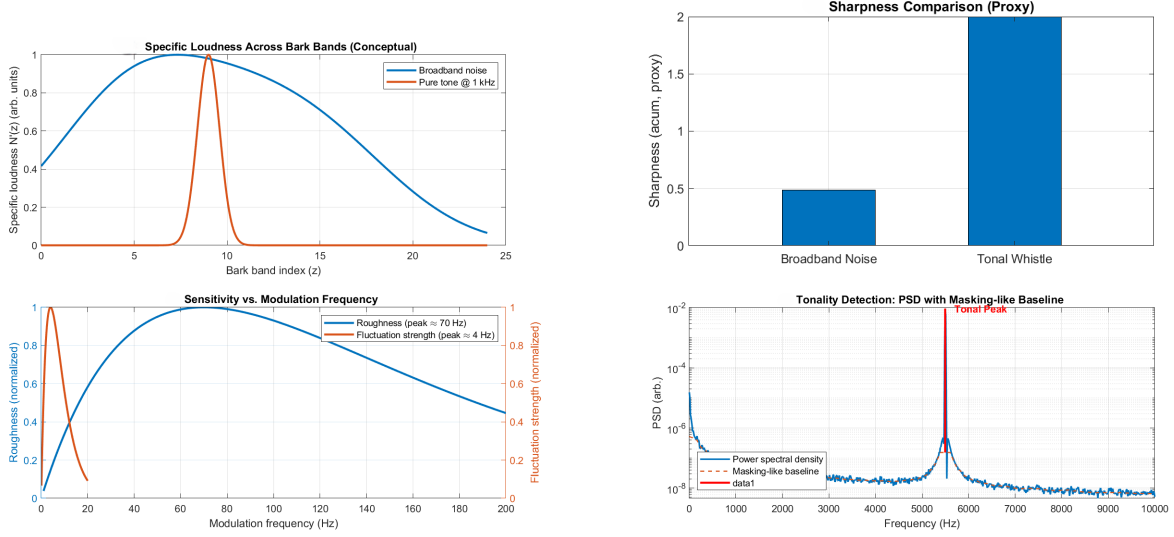 Specific Loudness Across Bark Bands (Conceptual)
Specific loudness N'(z) (arb. units)
1
0.8
0.6
0.4
0.2
0
Broadband noise
Pure tone @ 1 kHz
0 5 10 15 20 25
Bark band index (z)
Sharpness Comparison (Proxy)
Sharpness (acum, proxy)
2
1.5
1
0.5
0
Broadband Noise Tonal Whistle
Sensitivity vs. Modulation Frequency
Roughness (normalized)
1
0.8
0.6
0.4
0.2
0
Roughness (peak ≈ 70 Hz)
Fluctuation strength (peak ≈ 4 Hz)
1
0.8
0.6
0.4
0.2
0
Fluctuation strength (normalized)
0 20 40 60 80 100 120 140 160 180 200
Modulation frequency (Hz)
Tonality Detection: PSD with Masking-like Baseline
PSD (arb.)
10⁻²
10⁻⁴
10⁻⁶
10⁻⁸
Tonal Peak
Power spectral density
Masking-like baseline
data1
0 1000 2000 3000 4000 5000 6000 7000 8000 9000 10000
Frequency (Hz)